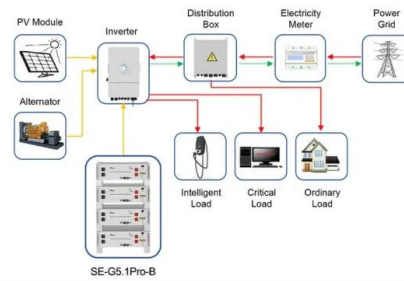 PV Module
Inverter
Distribution
Box
Electricity
Meter
Power
Grid
Alternator
Intelligent
Load
Critical
Load
Ordinary
Load
SE-G5.1Pro-B